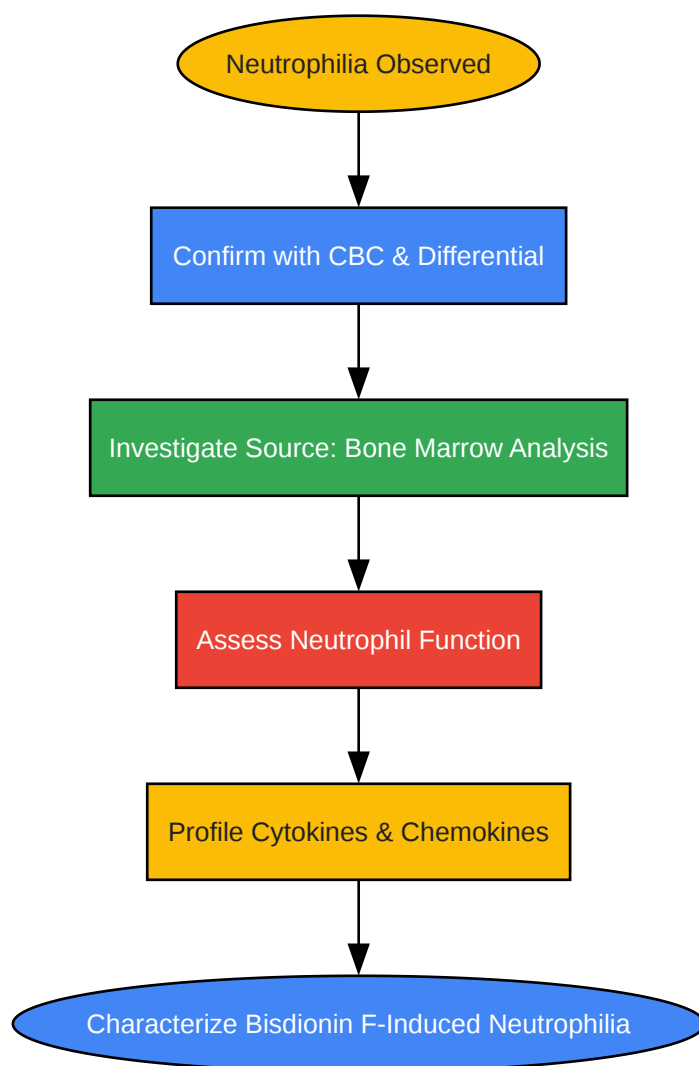 Neutrophilia Observed
Confirm with CBC & Differential
Investigate Source: Bone Marrow Analysis
Assess Neutrophil Function
Profile Cytokines & Chemokines
Characterize Bisdionin F-Induced Neutrophilia